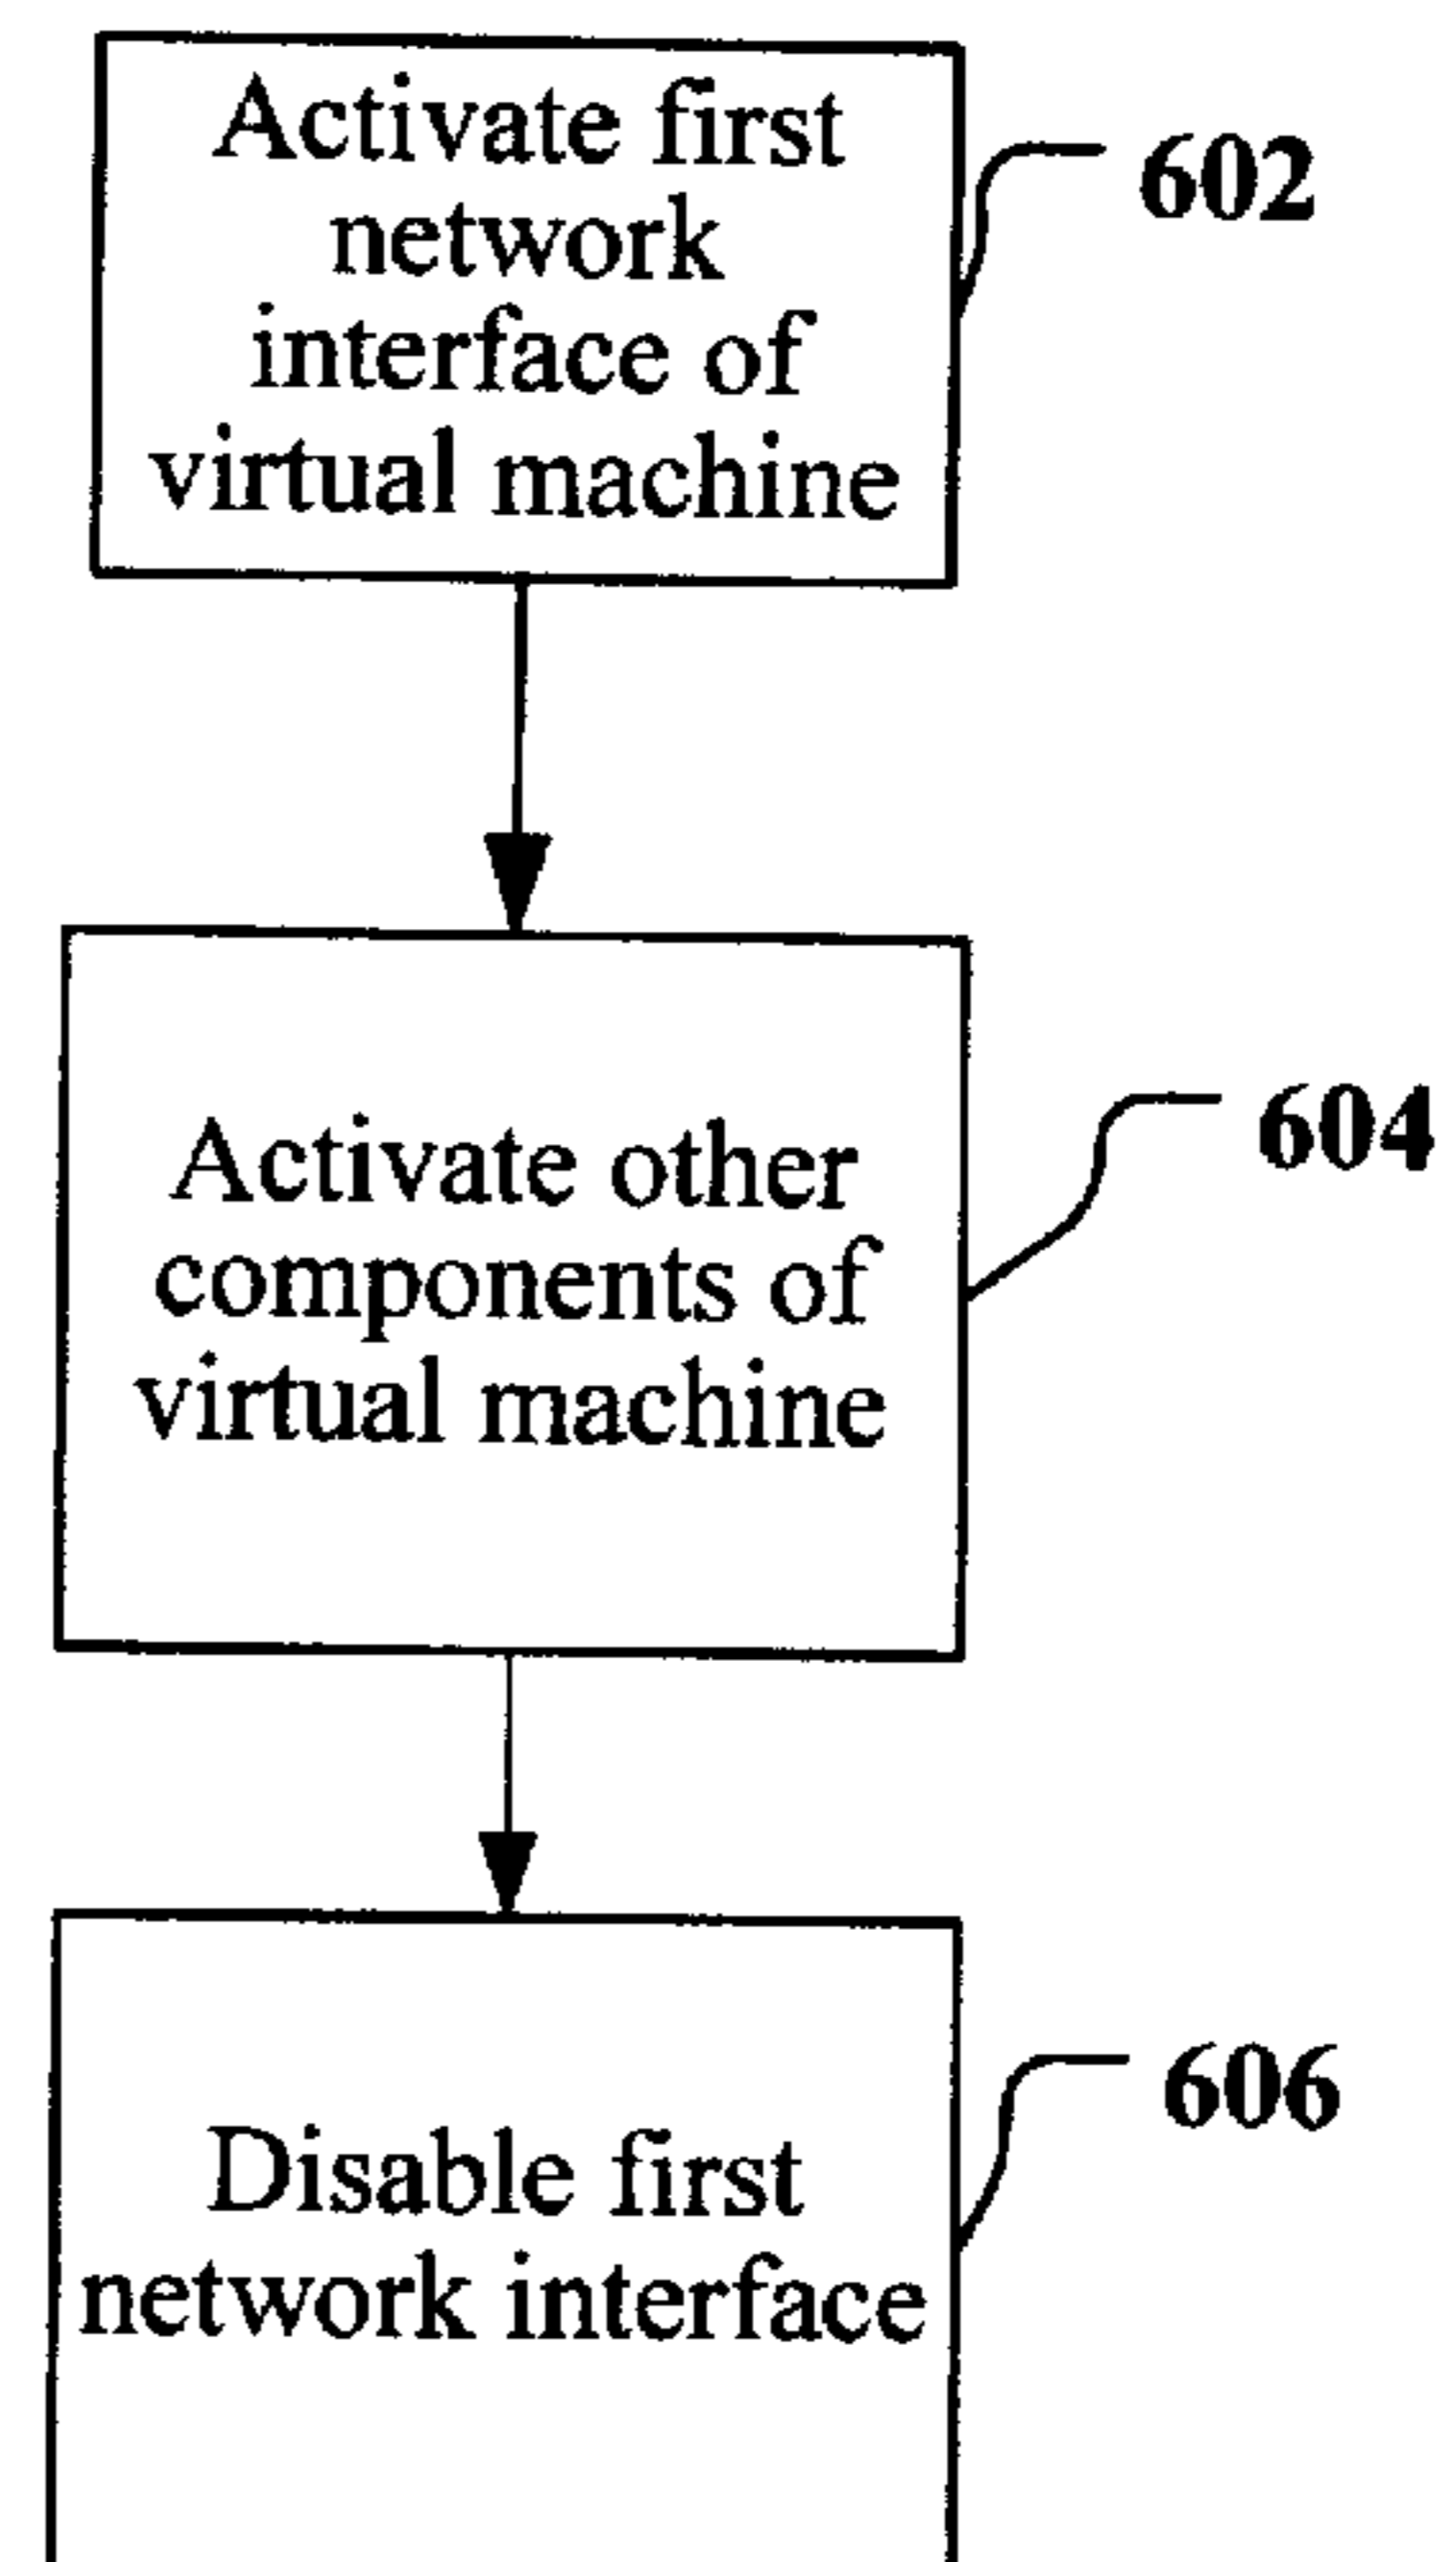 Activate first
network
interface of
virtual machine
602
Activate other
components of
virtual machine
604
Disable first
network interface
606